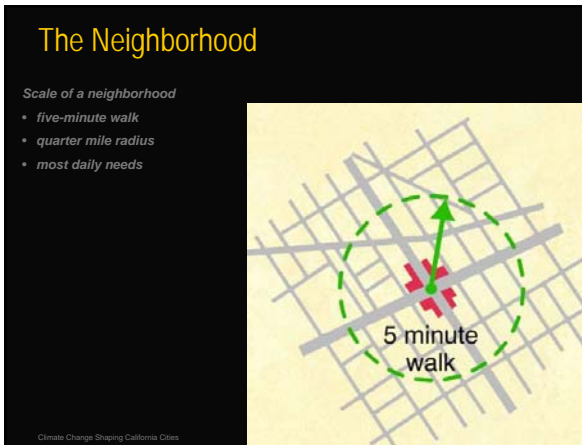 The Neighborhood
Scale of a neighborhood
• five-minute walk
• quarter mile radius
• most daily needs
5 minute
walk
Climate Change Shaping California Cities